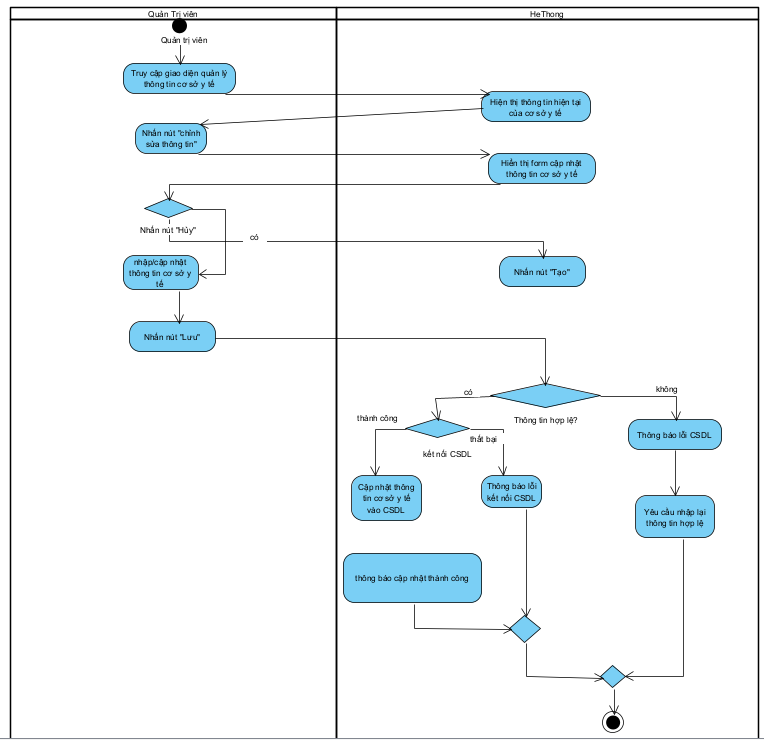 Quản Trị viên
HeThong
Quản trị viên
Truy cập giao diện quản lý
thông tin cơ sở y tế
Hiện thị thông tin hiện tại
của cơ sở y tế
Nhấn nút "chỉnh
sửa thông tin"
Hiển thị form cập nhật
thông tin cơ sở y tế
Nhấn nút "Hủy"
có
nhập/cập nhật
thông tin cơ sở y
tế
Nhấn nút "Tạo"
Nhấn nút "Lưu"
có
không
Thông tin hợp lệ?
thành công
thất bại
kết nối CSDL
Thông báo lỗi CSDL
Cập nhật thông
tin cơ sở y tế
vào CSDL
Thông báo lỗi
kết nối CSDL
Yêu cầu nhập lại
thông tin hợp lệ
thông báo cập nhật thành công